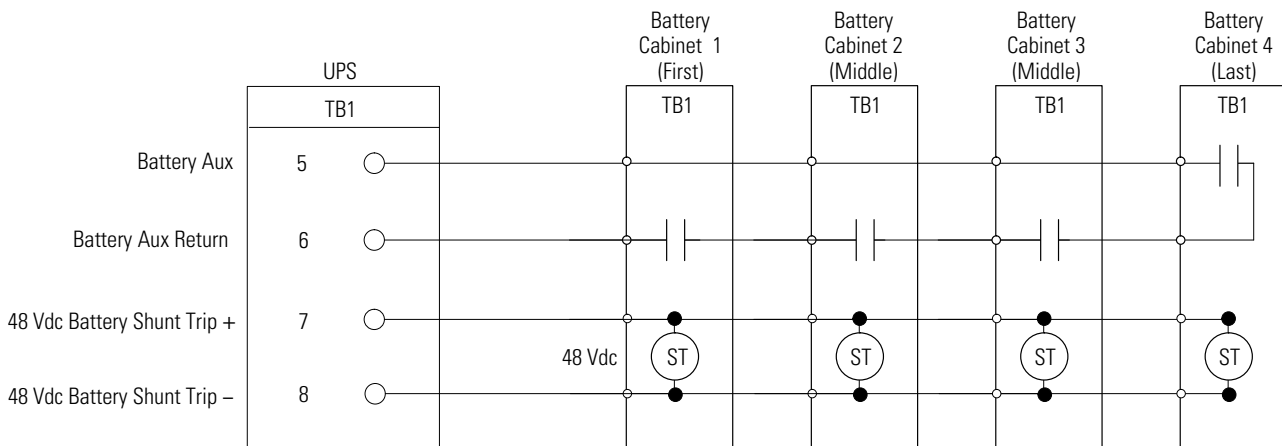 Battery
Cabinet 1
(First)
Battery
Cabinet 2
(Middle)
Battery
Cabinet 3
(Middle)
Battery
Cabinet 4
(Last)
UPS
TB1
TB1
TB1
TB1
TB1
Battery Aux 5
Battery Aux Return 6
48 Vdc Battery Shunt Trip + 7
48 Vdc ST ST ST ST
48 Vdc Battery Shunt Trip – 8